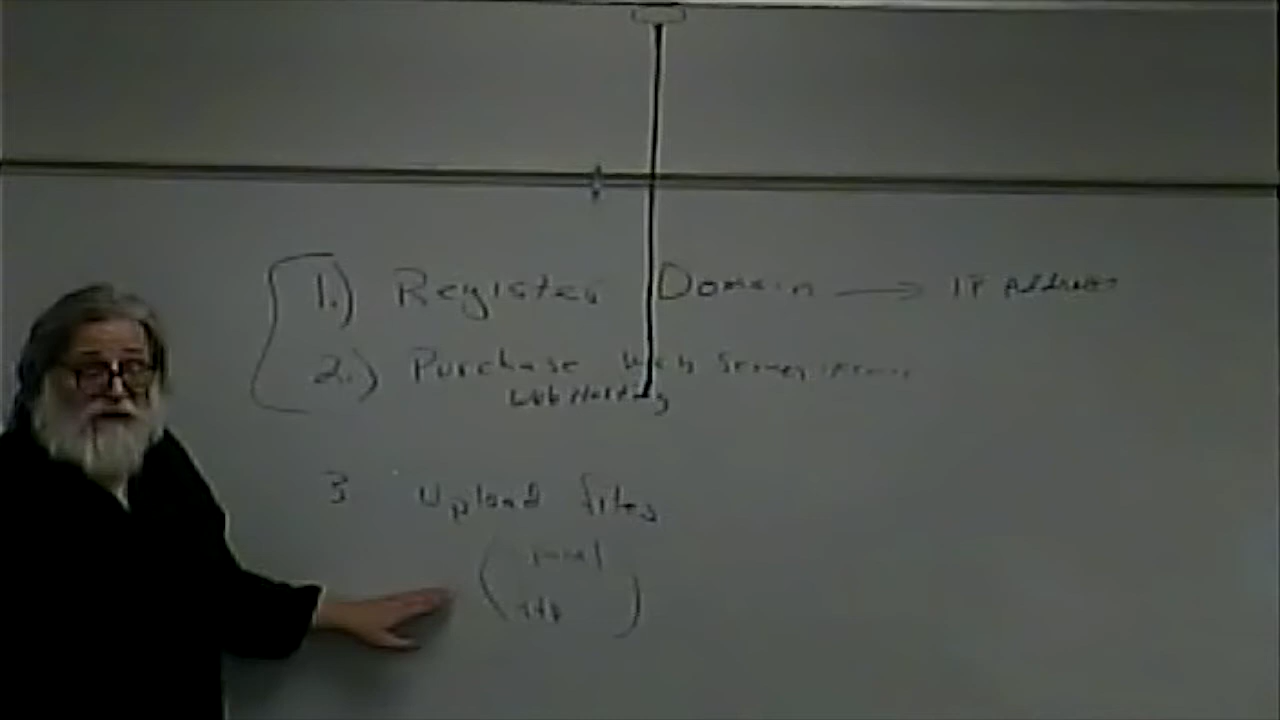 1.) Register Domain → IP Address
2.) Purchase Web Server
Web Hosting
3 Upload files